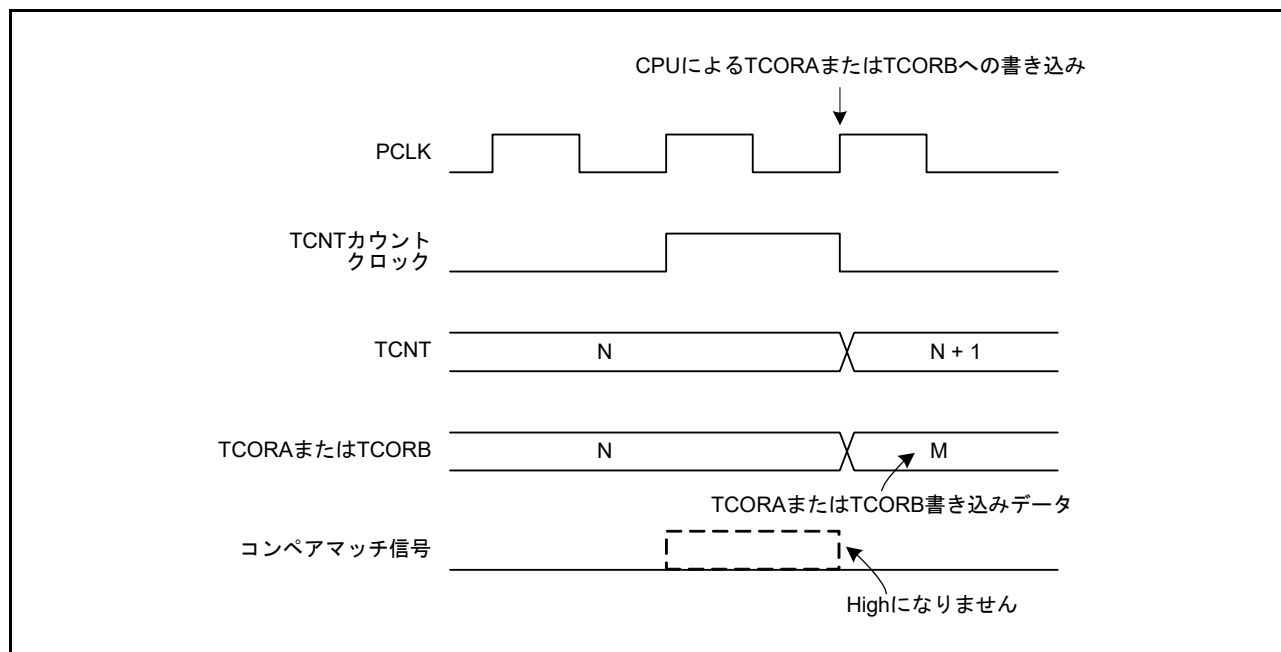 CPUによるTCORAまたはTCORBへの書き込み
PCLK
TCNTカウント
クロック
TCNT
N
N + 1
TCORAまたはTCORB
N
M
TCORAまたはTCORB書き込みデータ
コンペアマッチ信号
Highになりません